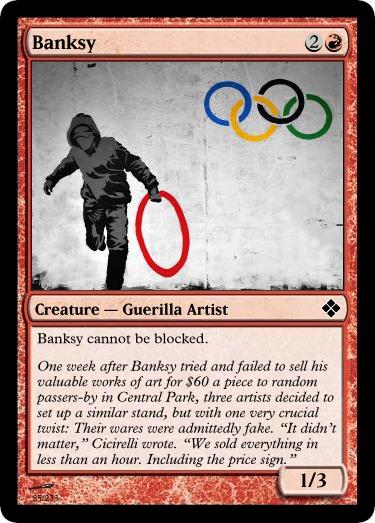 Banksy
2
Creature — Guerilla Artist
Banksy cannot be blocked.
One week after Banksy tried and failed to sell his
valuable works of art for $60 a piece to random
passers-by in Central Park, three artists decided to
set up a similar stand, but with one very crucial
twist: Their wares were admittedly fake. “It didn't
matter,” Cicirelli wrote. “We sold everything in
less than an hour. Including the price sign.”
1/3